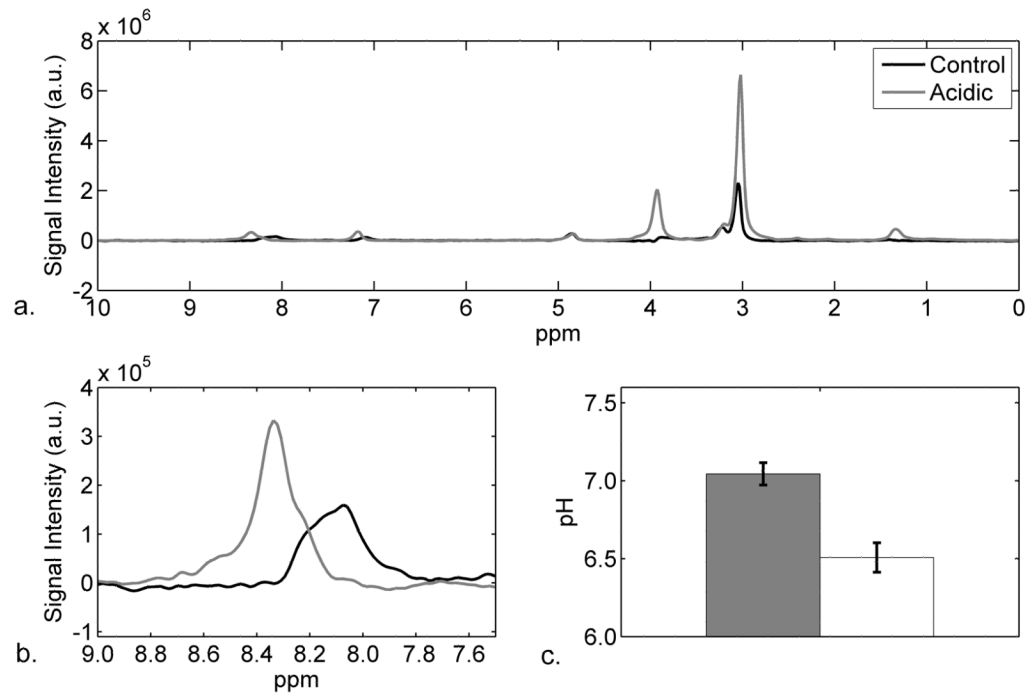 x 10^6
8
6
4
2
0
-2
Signal Intensity (a.u.)
Control
Acidic
10 9 8 7 6 5 4 3 2 1 0
ppm
a.
x 10^5
4
3
2
1
0
-1
Signal Intensity (a.u.)
9.0 8.8 8.6 8.4 8.2 8.0 7.8 7.6
ppm
b.
7.5
7.0
6.5
6.0
pH
c.